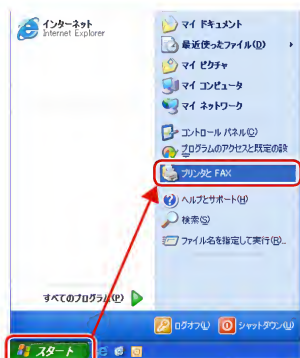 インターネット
Internet Explorer
すべてのプログラム(P)
マイ ドキュメント
最近使ったファイル(D)
マイ ピクチャ
マイ コンピュータ
マイ ネットワーク
コントロール パネル(C)
プログラムのアクセスと既定の設
プリンタと FAX
ヘルプとサポート(H)
検索(S)
ファイル名を指定して実行(R)...
ログオフ(L)
シャットダウン(U)
スタート